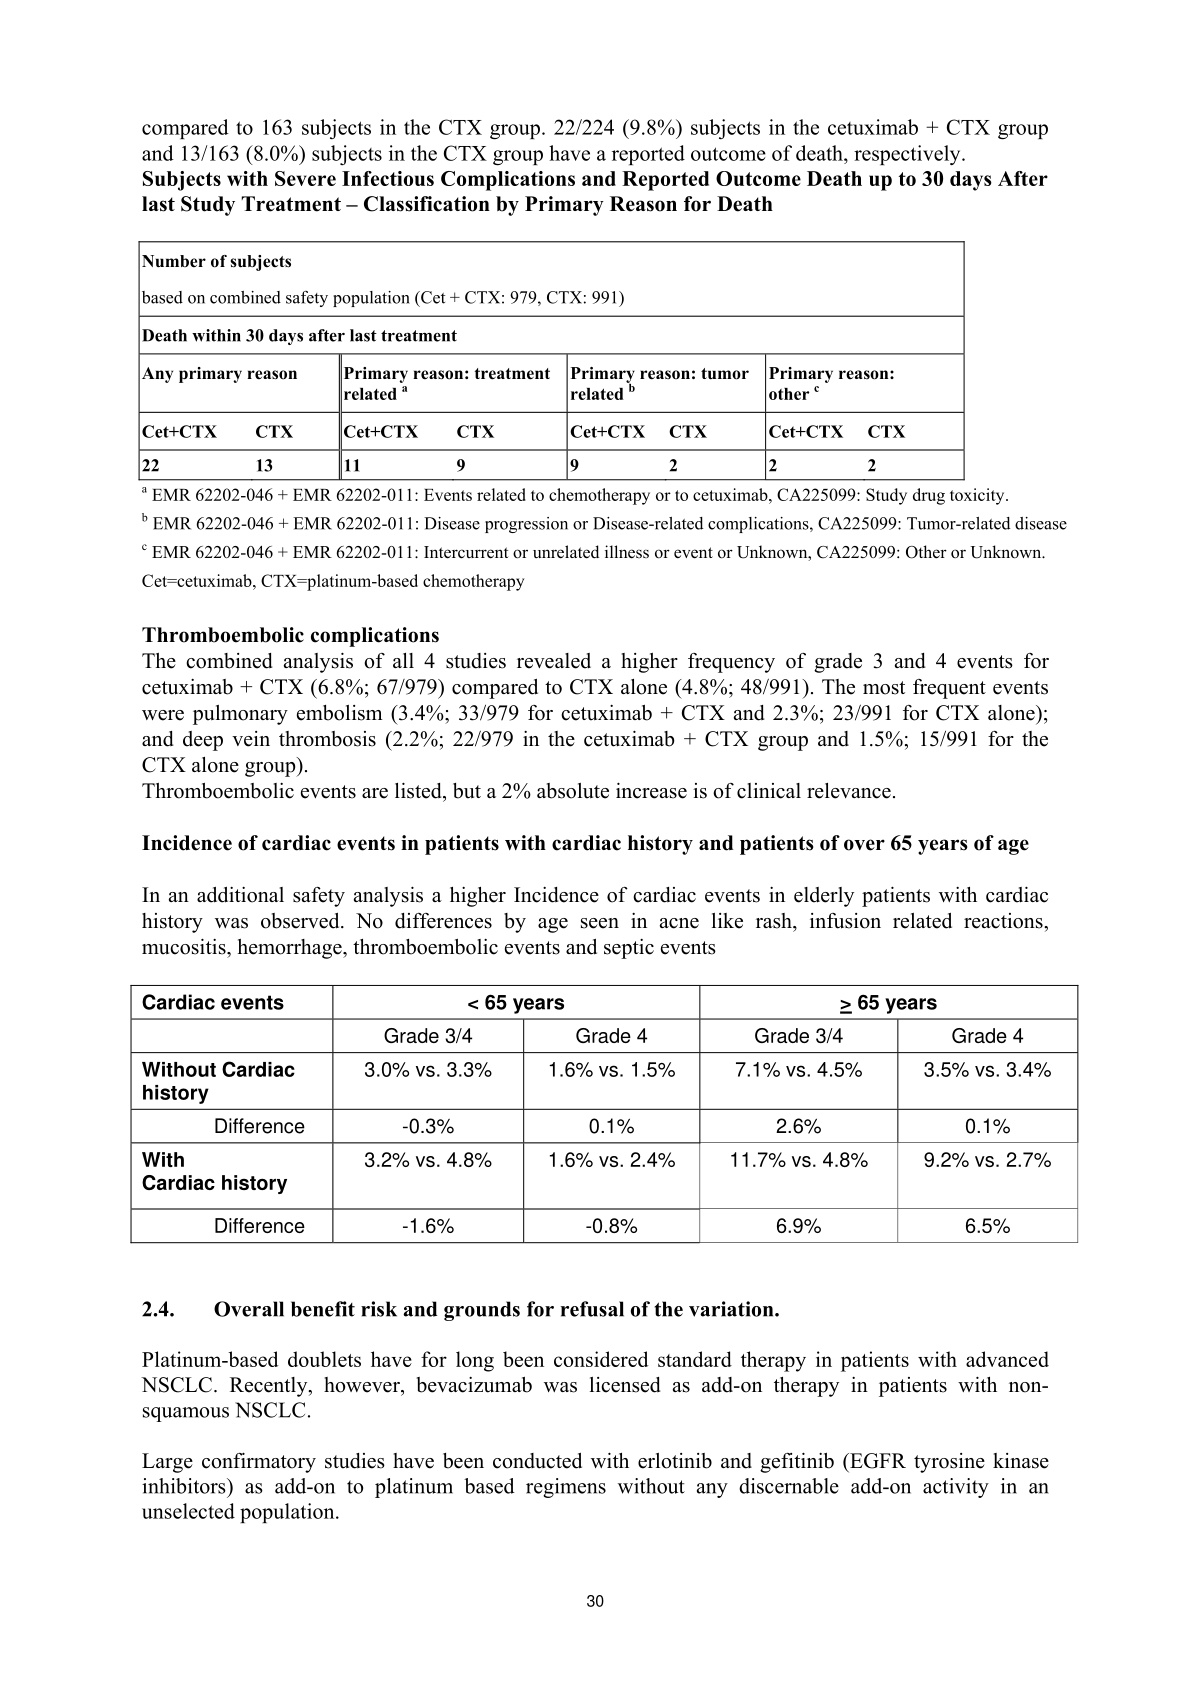 compared to 163 subjects in the CTX group. 22/224 (9.8%) subjects in the cetuximab + CTX group
and 13/163 (8.0%) subjects in the CTX group have a reported outcome of death, respectively.
Subjects with Severe Infectious Complications and Reported Outcome Death up to 30 days After
last Study Treatment – Classification by Primary Reason for Death
Number of subjects
based on combined safety population (Cet + CTX: 979, CTX: 991)
Death within 30 days after last treatment
Any primary reason Primary reason: treatment Primary reason: tumor Primary reason:
related a related b other c
Cet+CTX CTX Cet+CTX CTX Cet+CTX CTX Cet+CTX CTX
22 13 11 9 9 2 2 2
a EMR 62202-046 + EMR 62202-011: Events related to chemotherapy or to cetuximab, CA225099: Study drug toxicity.
b EMR 62202-046 + EMR 62202-011: Disease progression or Disease-related complications, CA225099: Tumor-related disease
c EMR 62202-046 + EMR 62202-011: Intercurrent or unrelated illness or event or Unknown, CA225099: Other or Unknown.
Cet=cetuximab, CTX=platinum-based chemotherapy
Thromboembolic complications
The combined analysis of all 4 studies revealed a higher frequency of grade 3 and 4 events for
cetuximab + CTX (6.8%; 67/979) compared to CTX alone (4.8%; 48/991). The most frequent events
were pulmonary embolism (3.4%; 33/979 for cetuximab + CTX and 2.3%; 23/991 for CTX alone);
and deep vein thrombosis (2.2%; 22/979 in the cetuximab + CTX group and 1.5%; 15/991 for the
CTX alone group).
Thromboembolic events are listed, but a 2% absolute increase is of clinical relevance.
Incidence of cardiac events in patients with cardiac history and patients of over 65 years of age
In an additional safety analysis a higher Incidence of cardiac events in elderly patients with cardiac
history was observed. No differences by age seen in acne like rash, infusion related reactions,
mucositis, hemorrhage, thromboembolic events and septic events
Cardiac events < 65 years ≥ 65 years
Grade 3/4 Grade 4 Grade 3/4 Grade 4
Without Cardiac 3.0% vs. 3.3% 1.6% vs. 1.5% 7.1% vs. 4.5% 3.5% vs. 3.4%
history
Difference -0.3% 0.1% 2.6% 0.1%
With 3.2% vs. 4.8% 1.6% vs. 2.4% 11.7% vs. 4.8% 9.2% vs. 2.7%
Cardiac history
Difference -1.6% -0.8% 6.9% 6.5%
2.4. Overall benefit risk and grounds for refusal of the variation.
Platinum-based doublets have for long been considered standard therapy in patients with advanced
NSCLC. Recently, however, bevacizumab was licensed as add-on therapy in patients with non-
squamous NSCLC.
Large confirmatory studies have been conducted with erlotinib and gefitinib (EGFR tyrosine kinase
inhibitors) as add-on to platinum based regimens without any discernable add-on activity in an
unselected population.
30